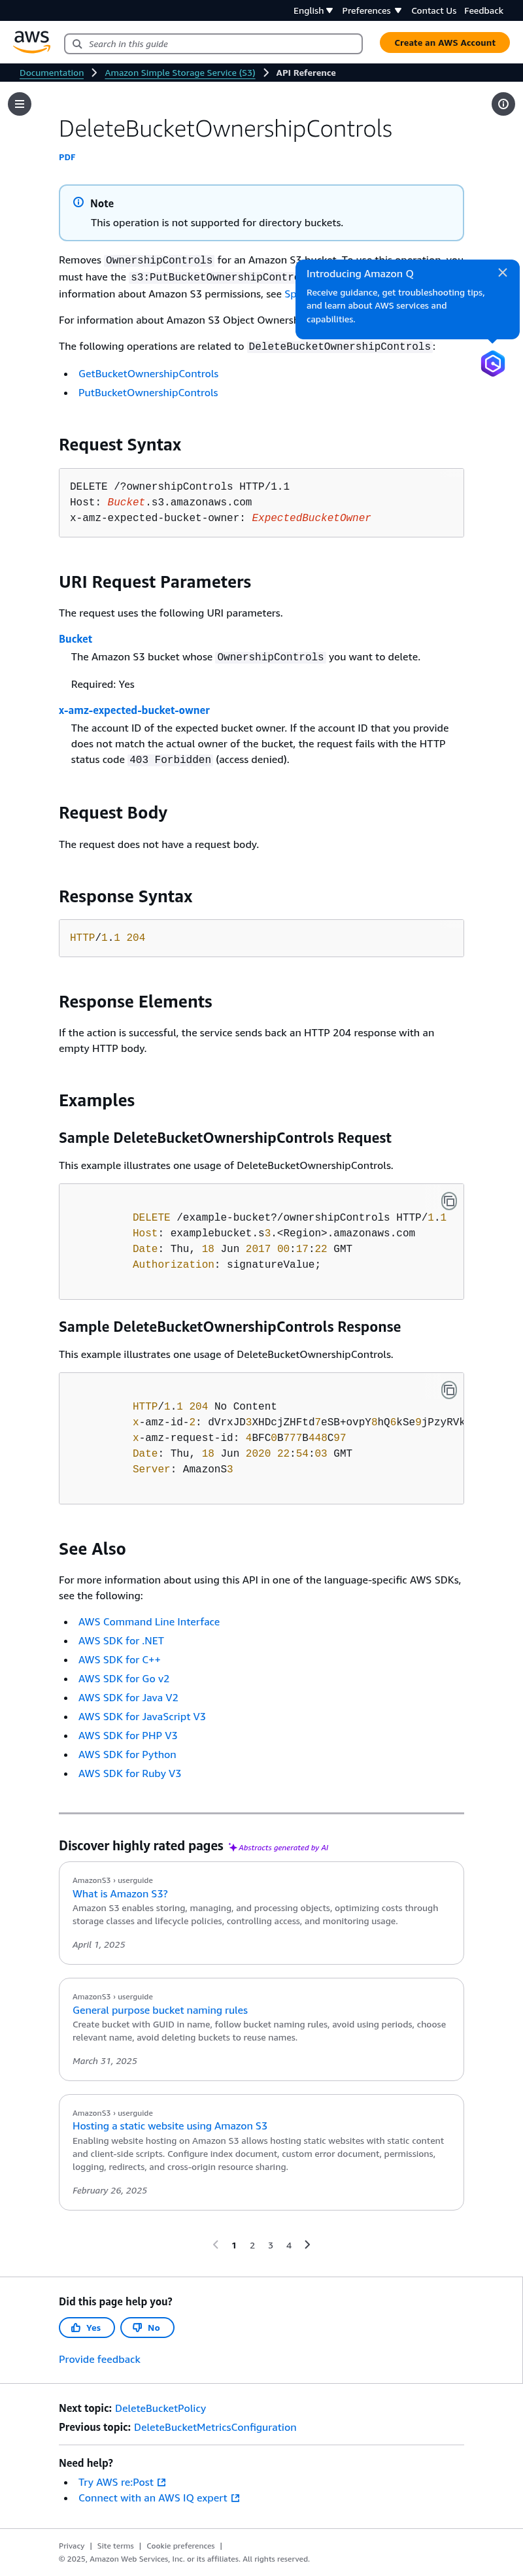 English Preferences Contact Us Feedback
aws
Search in this guide
Create an AWS Account
Documentation Amazon Simple Storage Service (S3) API Reference
DeleteBucketOwnershipControls
PDF
Note
This operation is not supported for directory buckets.
Removes OwnershipControls for an Amazon S3 bucket. To use this operation, you
must have the s3:PutBucketOwnershipContro
information about Amazon S3 permissions, see Sp
For information about Amazon S3 Object Ownersh
Introducing Amazon Q
Receive guidance, get troubleshooting tips,
and learn about AWS services and
capabilities.
The following operations are related to DeleteBucketOwnershipControls:
GetBucketOwnershipControls
PutBucketOwnershipControls
Request Syntax
DELETE /?ownershipControls HTTP/1.1
Host: Bucket.s3.amazonaws.com
x-amz-expected-bucket-owner: ExpectedBucketOwner
URI Request Parameters
The request uses the following URI parameters.
Bucket
The Amazon S3 bucket whose OwnershipControls you want to delete.
Required: Yes
x-amz-expected-bucket-owner
The account ID of the expected bucket owner. If the account ID that you provide
does not match the actual owner of the bucket, the request fails with the HTTP
status code 403 Forbidden (access denied).
Request Body
The request does not have a request body.
Response Syntax
HTTP/1.1 204
Response Elements
If the action is successful, the service sends back an HTTP 204 response with an
empty HTTP body.
Examples
Sample DeleteBucketOwnershipControls Request
This example illustrates one usage of DeleteBucketOwnershipControls.
DELETE /example-bucket?/ownershipControls HTTP/1.1
Host: examplebucket.s3.<Region>.amazonaws.com
Date: Thu, 18 Jun 2017 00:17:22 GMT
Authorization: signatureValue;
Sample DeleteBucketOwnershipControls Response
This example illustrates one usage of DeleteBucketOwnershipControls.
HTTP/1.1 204 No Content
x-amz-id-2: dVrxJD3XHDcjZHFtd7eSB+ovpY8hQ6kSe9jPzyRVk
x-amz-request-id: 4BFC0B777B448C97
Date: Thu, 18 Jun 2020 22:54:03 GMT
Server: AmazonS3
See Also
For more information about using this API in one of the language-specific AWS SDKs,
see the following:
AWS Command Line Interface
AWS SDK for .NET
AWS SDK for C++
AWS SDK for Go v2
AWS SDK for Java V2
AWS SDK for JavaScript V3
AWS SDK for PHP V3
AWS SDK for Python
AWS SDK for Ruby V3
Discover highly rated pages Abstracts generated by AI
AmazonS3 › userguide
What is Amazon S3?
Amazon S3 enables storing, managing, and processing objects, optimizing costs through
storage classes and lifecycle policies, controlling access, and monitoring usage.
April 1, 2025
AmazonS3 › userguide
General purpose bucket naming rules
Create bucket with GUID in name, follow bucket naming rules, avoid using periods, choose
relevant name, avoid deleting buckets to reuse names.
March 31, 2025
AmazonS3 › userguide
Hosting a static website using Amazon S3
Enabling website hosting on Amazon S3 allows hosting static websites with static content
and client-side scripts. Configure index document, custom error document, permissions,
logging, redirects, and cross-origin resource sharing.
February 26, 2025
1 2 3 4
Did this page help you?
Yes No
Provide feedback
Next topic: DeleteBucketPolicy
Previous topic: DeleteBucketMetricsConfiguration
Need help?
Try AWS re:Post
Connect with an AWS IQ expert
Privacy | Site terms | Cookie preferences |
© 2025, Amazon Web Services, Inc. or its affiliates. All rights reserved.